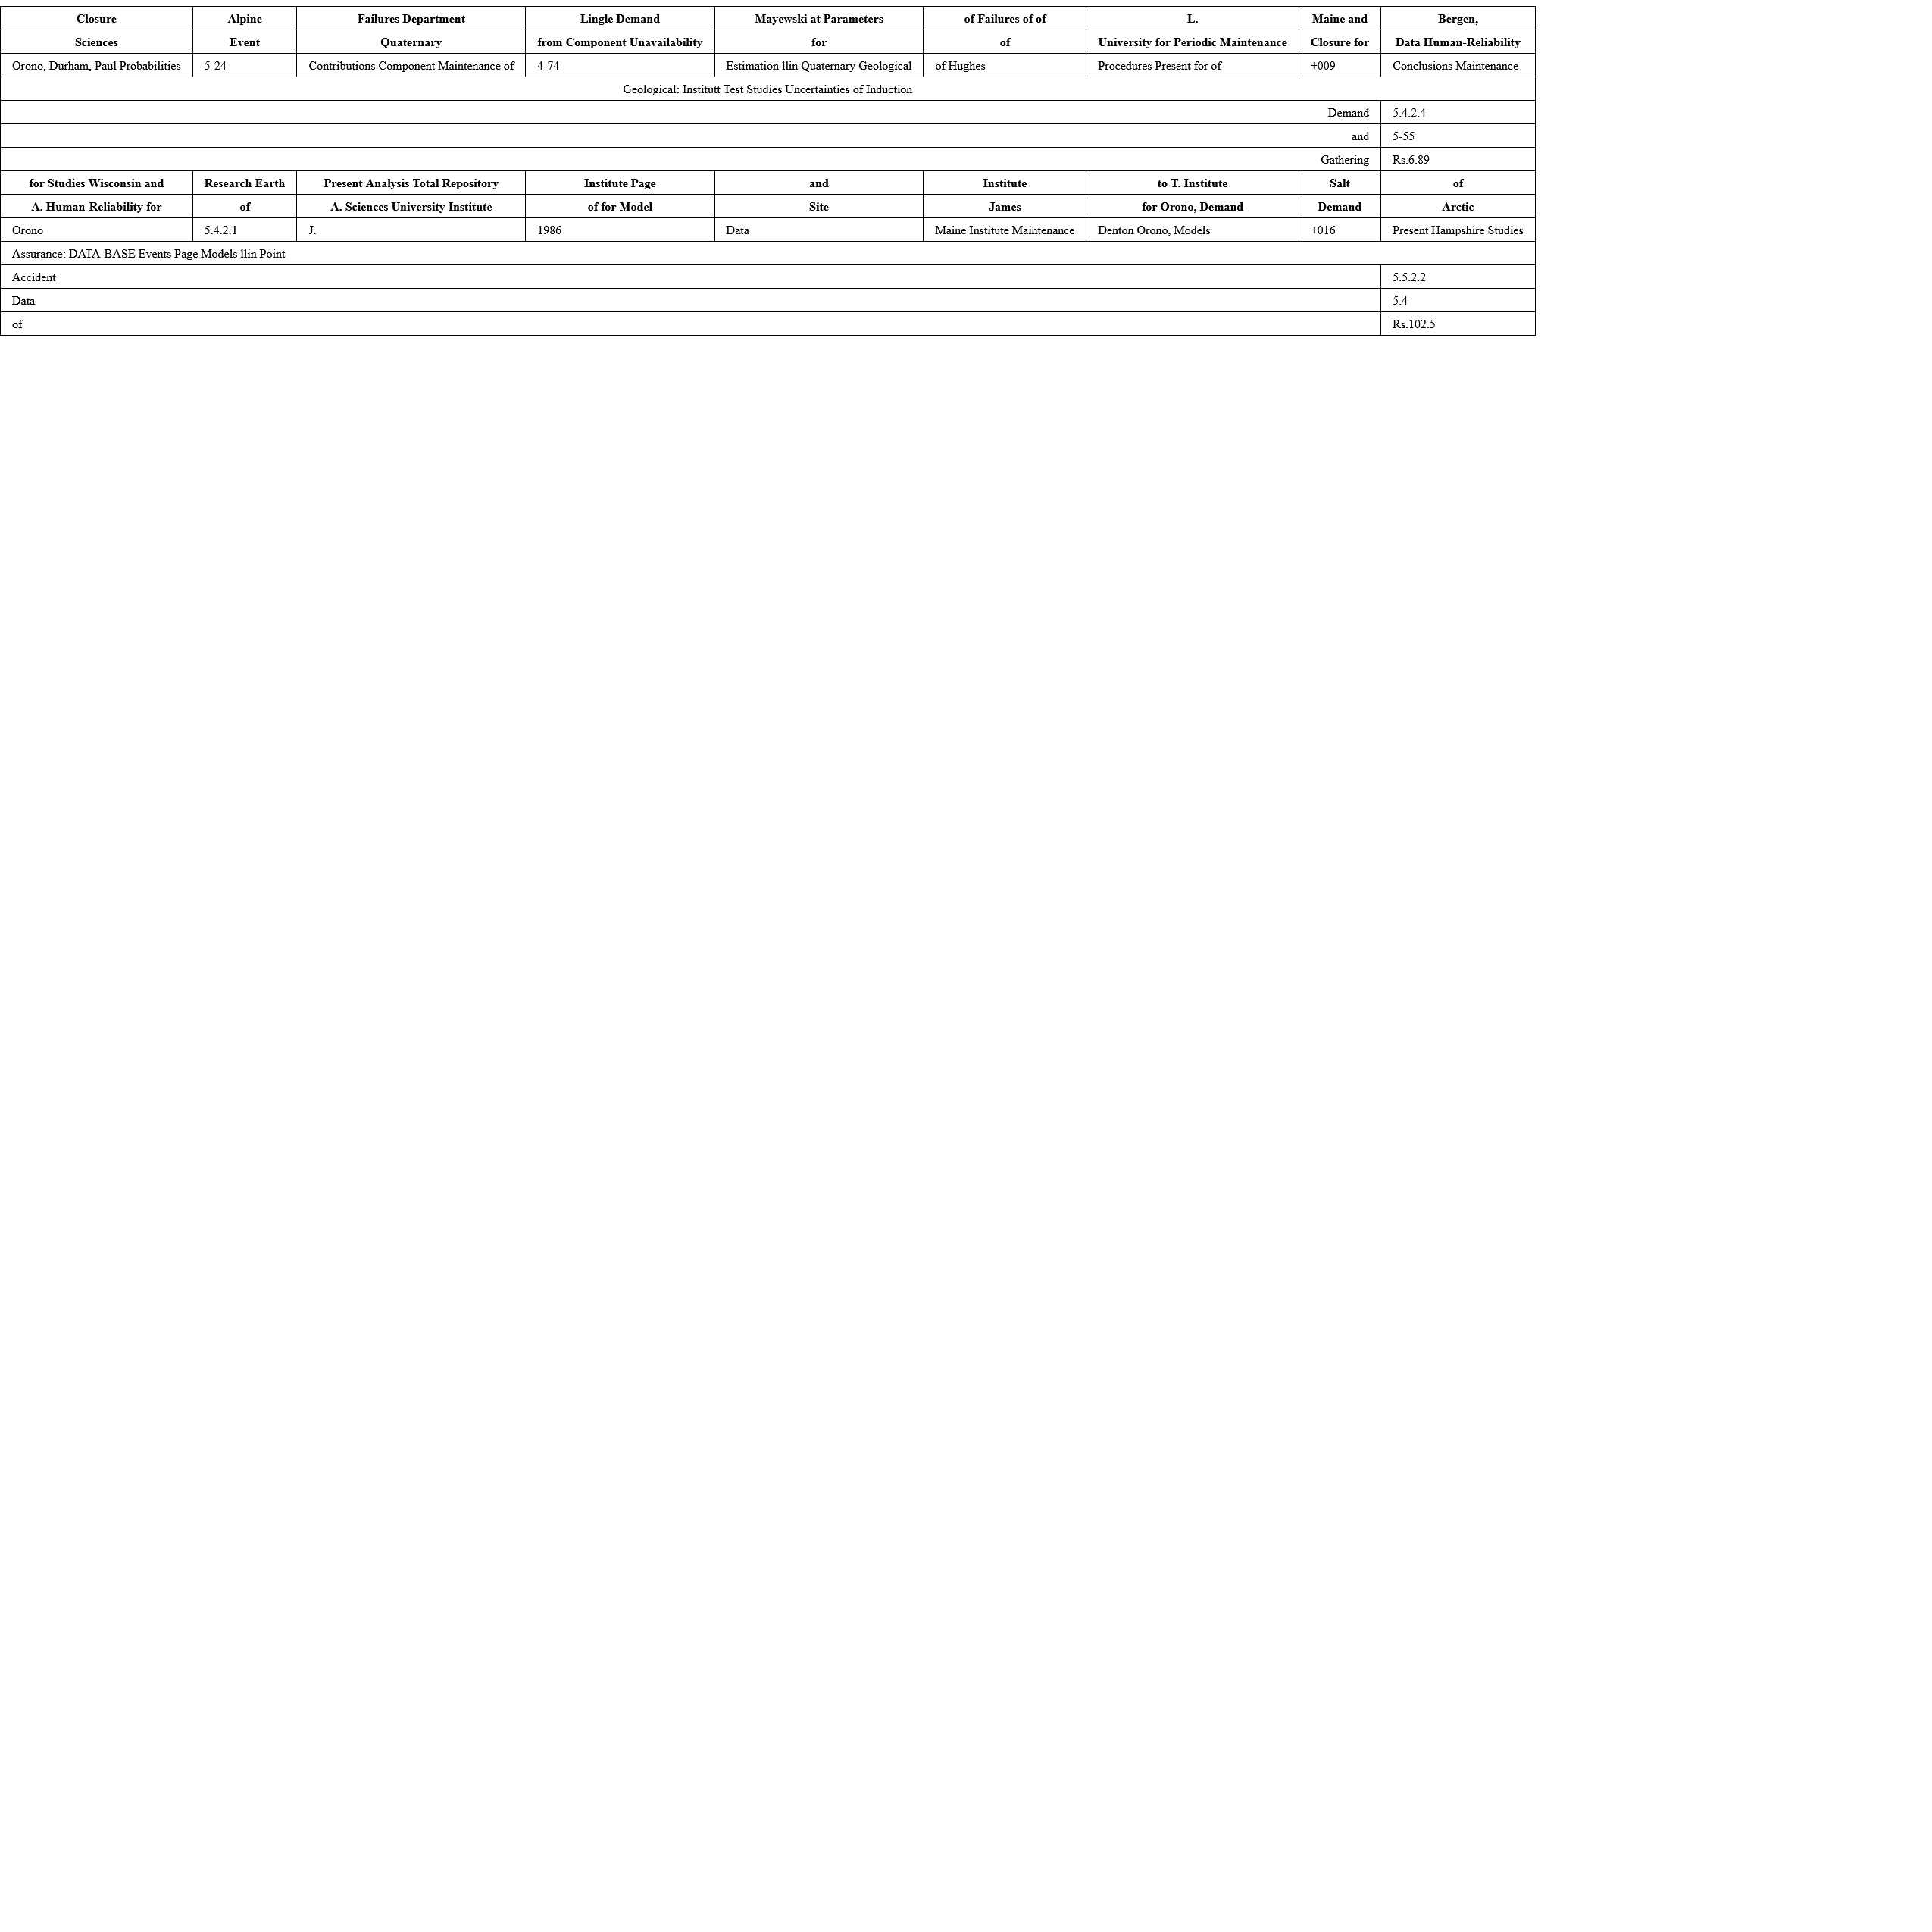 Closure Alpine Failures Department Lingle Demand Mayewski at Parameters of Failures of of L. Maine and Bergen,
Sciences Event Quaternary from Component Unavailability for of University for Periodic Maintenance Closure for Data Human-Reliability
Orono, Durham, Paul Probabilities 5-24 Contributions Component Maintenance of 4-74 Estimation llin Quaternary Geological of Hughes Procedures Present for of +009 Conclusions Maintenance
Geological: Institutt Test Studies Uncertainties of Induction
Demand 5.4.2.4
and 5-55
Gathering Rs.6.89
for Studies Wisconsin and Research Earth Present Analysis Total Repository Institute Page and Institute to T. Institute Salt of
A. Human-Reliability for of A. Sciences University Institute of for Model Site James for Orono, Demand Demand Arctic
Orono 5.4.2.1 J. 1986 Data Maine Institute Maintenance Denton Orono, Models +016 Present Hampshire Studies
Assurance: DATA-BASE Events Page Models llin Point
Accident 5.5.2.2
Data 5.4
of Rs.102.5